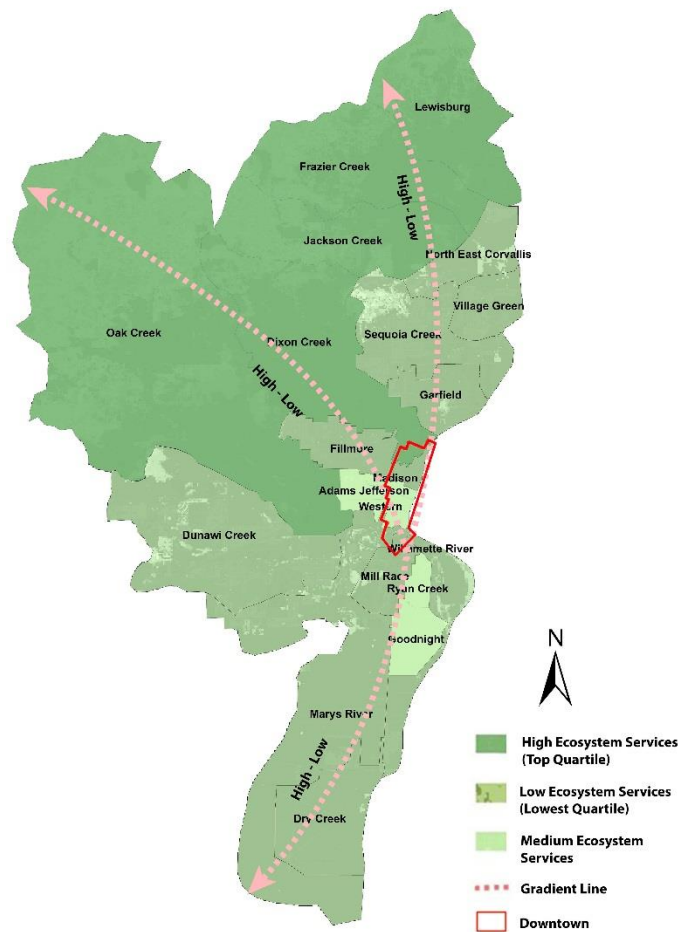 Lewisburg
Frazier Creek
High - Low
Jackson Creek
North East Corvallis
Village Green
Oak Creek
Dixon Creek
Sequoia Creek
High - Low
Garfield
Fillmore
Madison
Adams Jefferson
Western
Dunawi Creek
Willamette River
Mill Race
Ryan Creek
Goodnight
N
Marys River
High - Low
Dry Creek
High Ecosystem Services
(Top Quartile)
Low Ecosystem Services
(Lowest Quartile)
Medium Ecosystem
Services
Gradient Line
Downtown